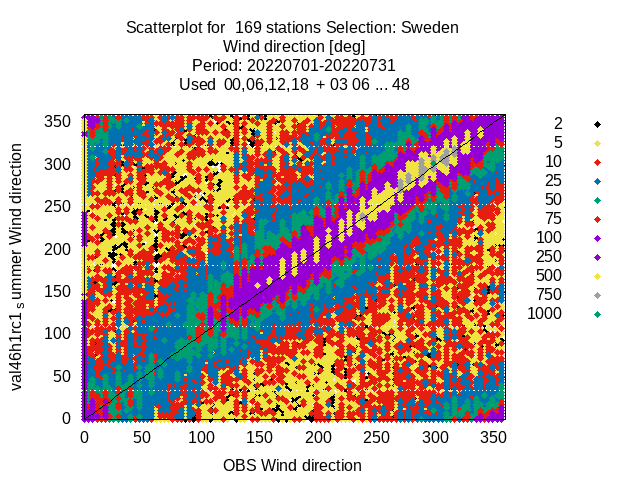 Scatterplot for 169 stations Selection: Sweden
Wind direction [deg]
Period: 20220701-20220731
Used 00,06,12,18 + 03 06 ... 48
350
300
250
200
150
100
50
0
val46h1rc1 s ummer Wind direction
0 50 100 150 200 250 300 350
OBS Wind direction
2
5
10
25
50
75
100
250
500
750
1000